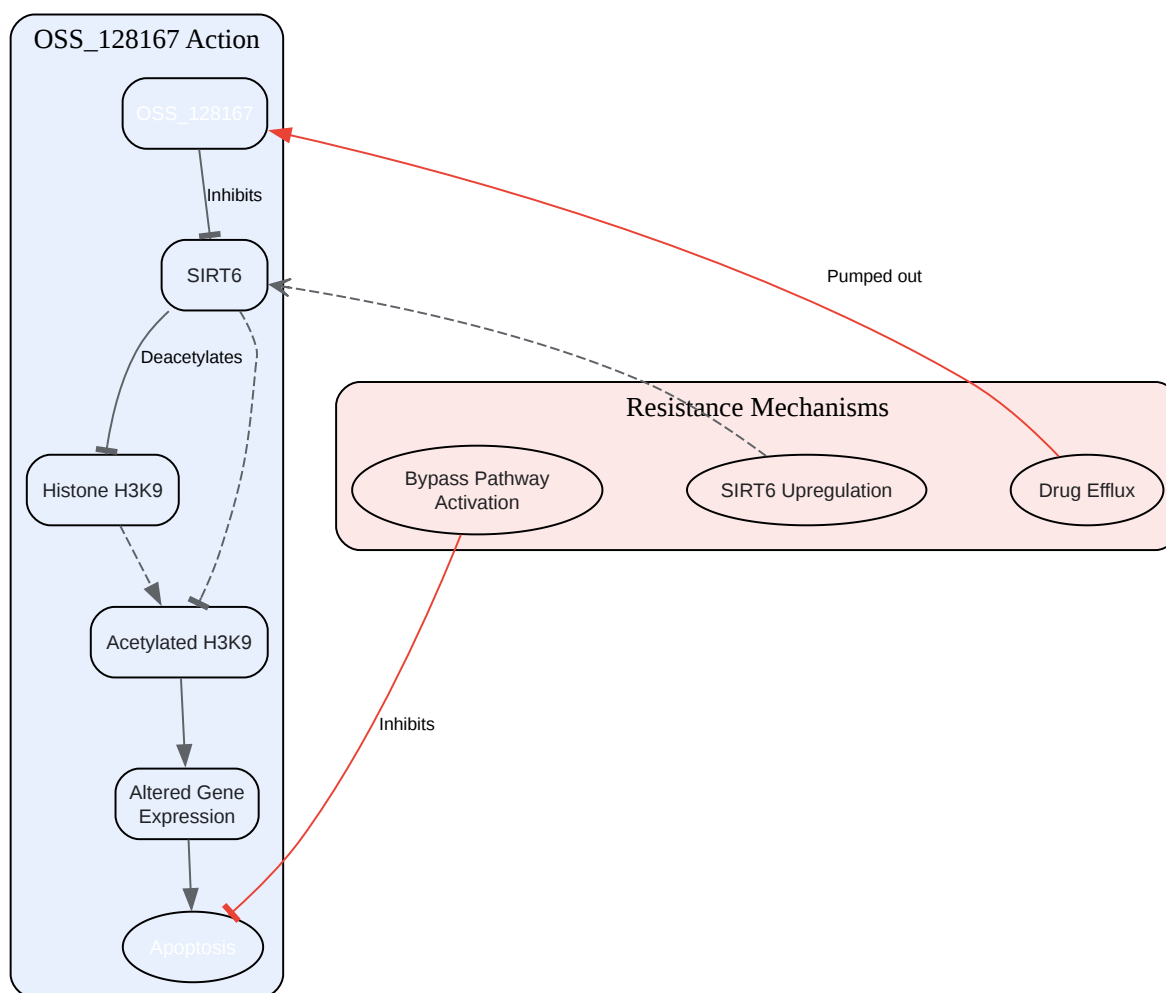 OSS_128167 Action
OSS_128167
Inhibits
SIRT6
Pumped out
Deacetylates
Resistance Mechanisms
Bypass Pathway
Activation
SIRT6 Upregulation
Drug Efflux
Histone H3K9
Acetylated H3K9
Inhibits
Altered Gene
Expression
Apoptosis